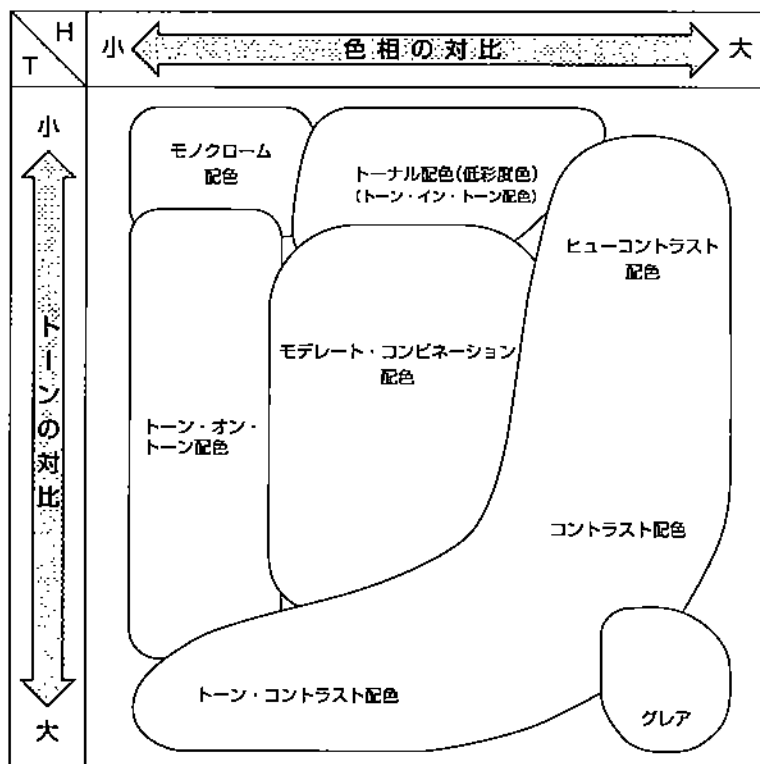 H
T
小
色相の対比
大
小
トーンの対比
大
モノクローム
配色
トーナル配色(低彩度色)
(トーン・イン・トーン配色)
ヒューコントラスト
配色
モデレート・コンビネーション
配色
トーン・オン・
トーン配色
コントラスト配色
トーン・コントラスト配色
グレア